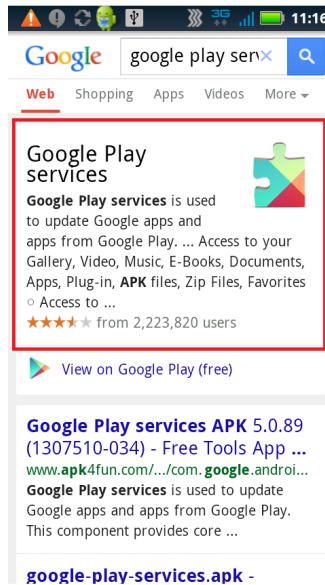 3G 11:16
Google google play serv
Web Shopping Apps Videos More
Google Play
services
Google Play services is used
to update Google apps and
apps from Google Play. ... Access to your
Gallery, Video, Music, E-Books, Documents,
Apps, Plug-in, APK files, Zip Files, Favorites
○ Access to ...
from 2,223,820 users
View on Google Play (free)
Google Play services APK 5.0.89
(1307510-034) - Free Tools App ...
www.apk4fun.com/.../com.google.androi...
Google Play services is used to update
Google apps and apps from Google Play.
This component provides core ...
google-play-services.apk -